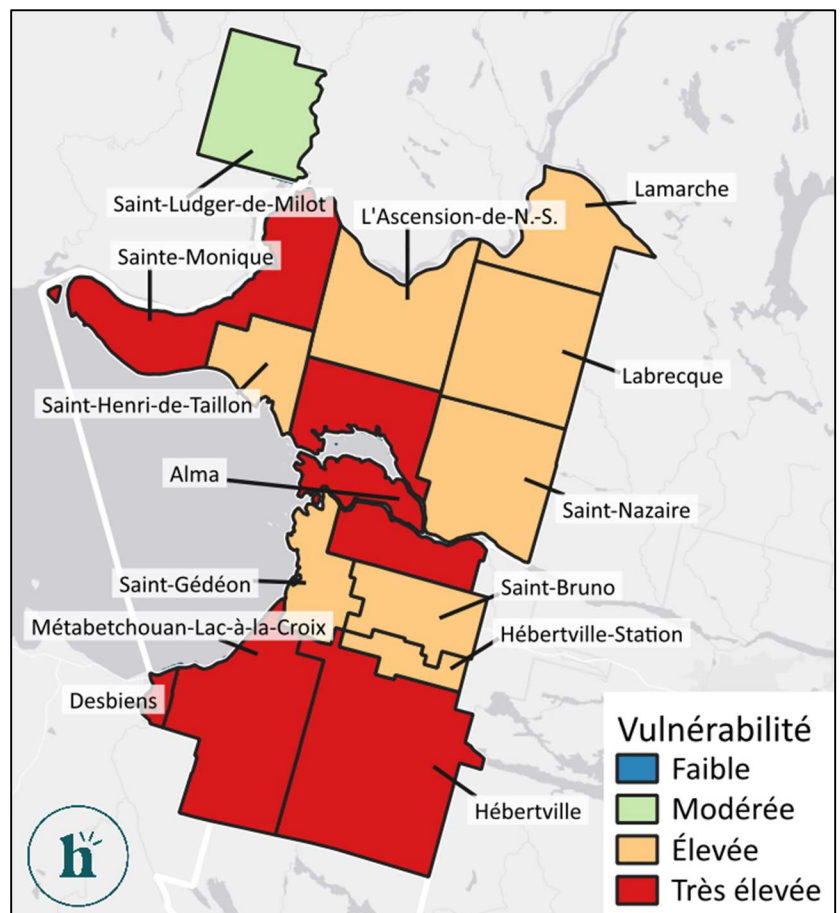 Lamarche
Saint-Ludger-de-Milot
L'Ascension-de-N.-S.
Sainte-Monique
Labrecque
Saint-Henri-de-Taillon
Alma
Saint-Nazaire
Saint-Gédéon
Saint-Bruno
Métabetchouan-Lac-à-la-Croix
Hébertville-Station
Desbiens
Hébertville
Vulnérabilité
Faible
Modérée
Élevée
Très élevée
h